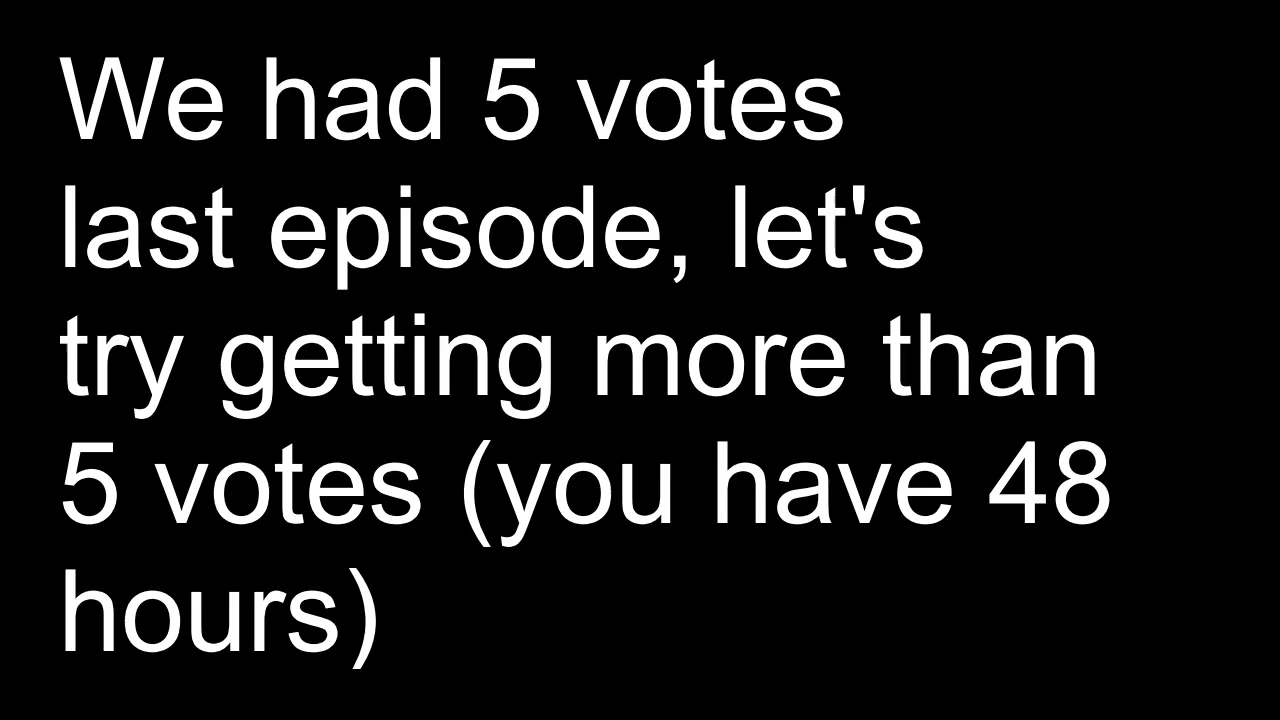 We had 5 votes
last episode, let's
try getting more than
5 votes (you have 48
hours)